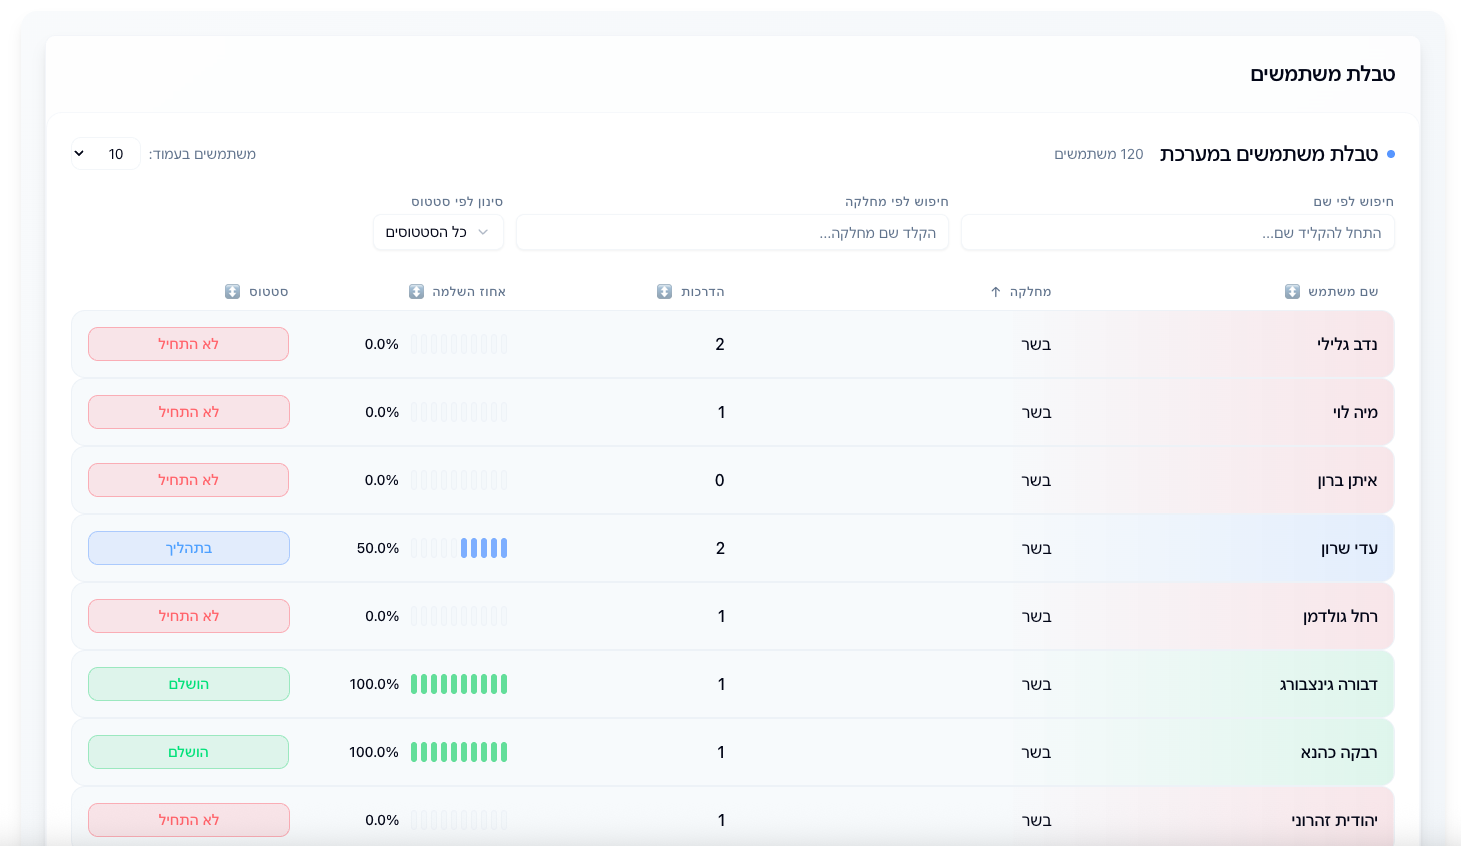 טבלת משתמשים
טבלת משתמשים במערכת 120 משתמשים משתמשים בעמוד: 10
חיפוש לפי שם חיפוש לפי מחלקה סינון לפי סטטוס
התחל להקליד שם... הקלד שם מחלקה... כל הסטטוסים
שם משתמש מחלקה ↑ הדרכות אחוז השלמה סטטוס
נדב גלילי בשר 2 0.0% לא התחיל
מיה לוי בשר 1 0.0% לא התחיל
איתן ברון בשר 0 0.0% לא התחיל
עדי שרון בשר 2 50.0% בתהליך
רחל גולדמן בשר 1 0.0% לא התחיל
דבורה גינצבורג בשר 1 100.0% הושלם
רבקה כהנא בשר 1 100.0% הושלם
יהודית זהרוני בשר 1 0.0% לא התחיל